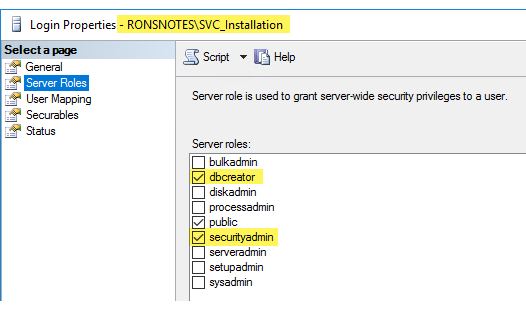 Login Properties - RONSNOTES\SVC_Installation
Select a page
General
Server Roles
User Mapping
Securables
Status
Script
Help
Server role is used to grant server-wide security privileges to a user.
Server roles:
bulkadmin
dbcreator
diskadmin
processadmin
public
securityadmin
serveradmin
setupadmin
sysadmin